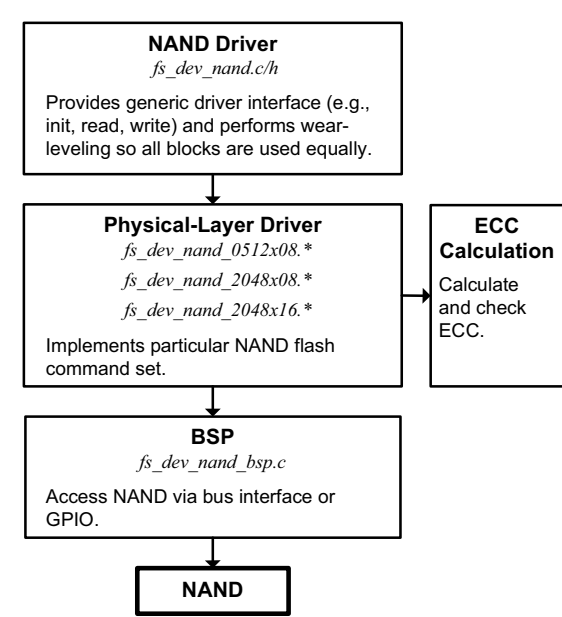 NAND Driver
fs_dev_nand.c/h
Provides generic driver interface (e.g.,
init, read, write) and performs wear-
leveling so all blocks are used equally.
Physical-Layer Driver
fs_dev_nand_0512x08.*
fs_dev_nand_2048x08.*
fs_dev_nand_2048x16.*
Implements particular NAND flash
command set.
ECC
Calculation
Calculate
and check
ECC.
BSP
fs_dev_nand_bsp.c
Access NAND via bus interface or
GPIO.
NAND